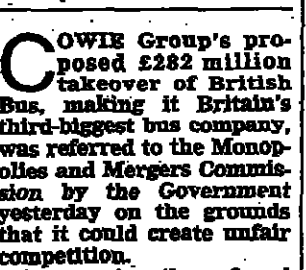 COWIE Group's pro-
posed £282 million
takeover of British
Bus, making it Britain's
third-biggest bus company,
was referred to the Monop-
olies and Mergers Commis-
sion by the Government
yesterday on the grounds
that it could create unfair
competition.